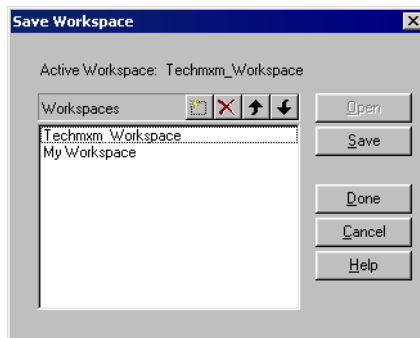 Save Workspace
Active Workspace: Techmxm_Workspace
Workspaces
Open
Techmxm_Workspace
Save
My Workspace
Done
Cancel
Help